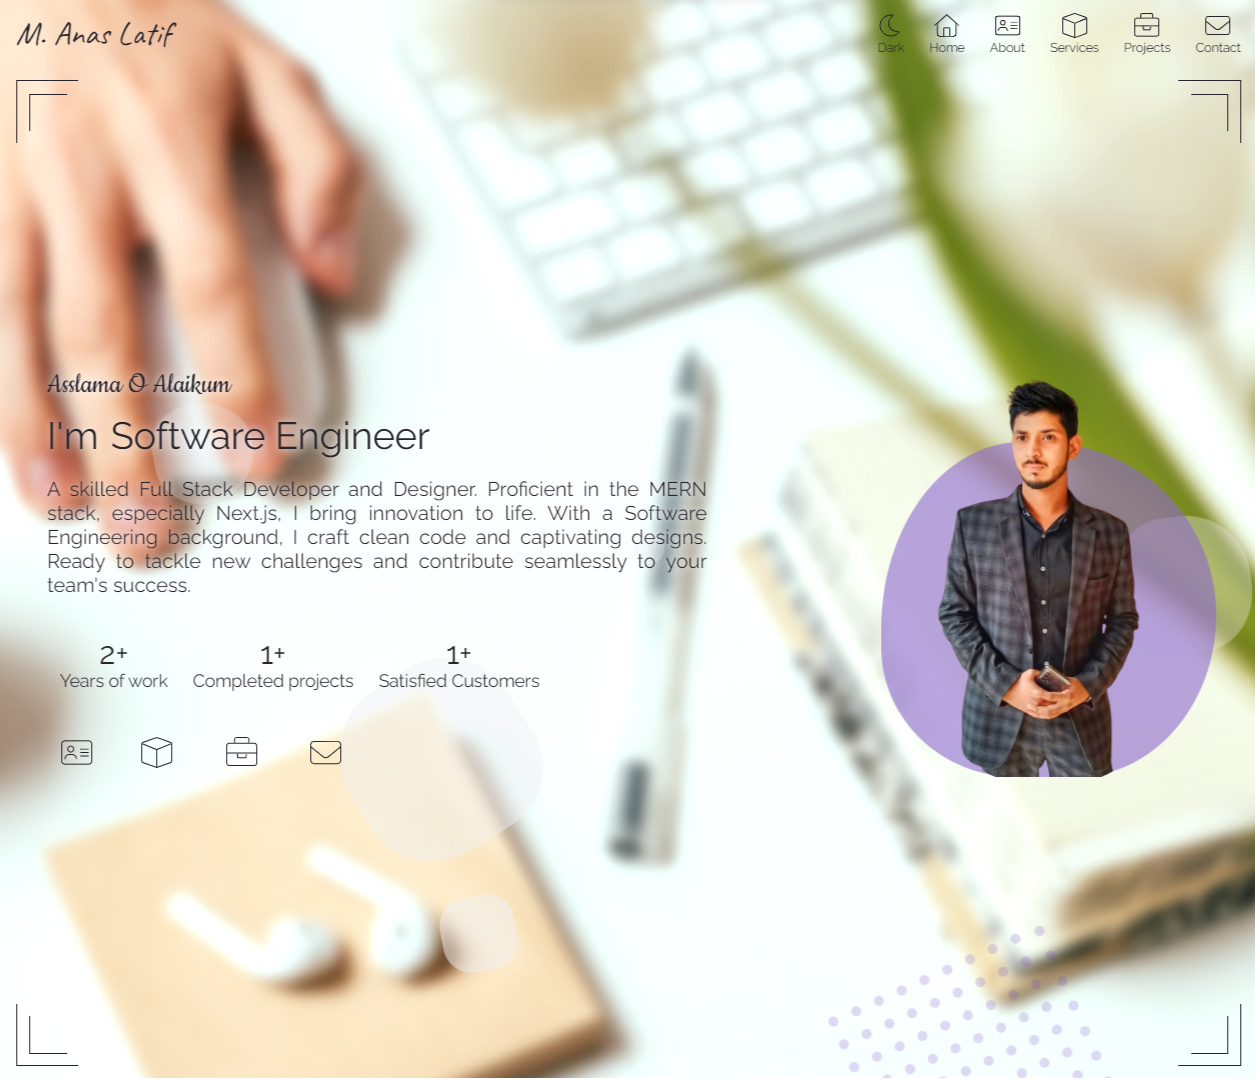 M. Anas Latif
Dark
Home
About
Services
Projects
Contact
Asslama O Alaikum
I'm Software Engineer
A skilled Full Stack Developer and Designer. Proficient in the MERN
stack, especially Next.js, I bring innovation to life. With a Software
Engineering background, I craft clean code and captivating designs.
Ready to tackle new challenges and contribute seamlessly to your
team's success.
2+
Years of work
1+
Completed projects
1+
Satisfied Customers